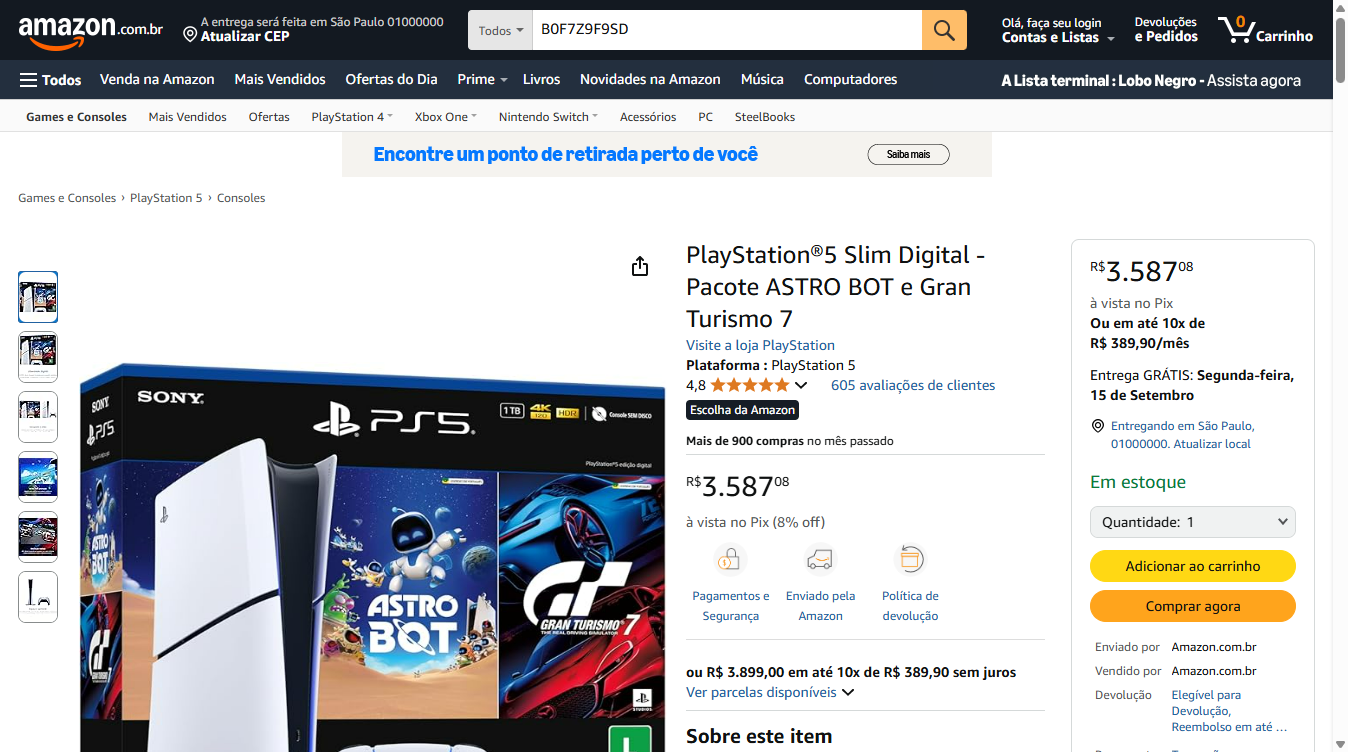 amazon.com.br
A entrega será feita em São Paulo 01000000
Atualizar CEP
Todos
B0F7Z9F9SD
Olá, faça seu login
Contas e Listas
Devoluções
e Pedidos
0
Carrinho
Todos
Venda na Amazon
Mais Vendidos
Ofertas do Dia
Prime
Livros
Novidades na Amazon
Música
Computadores
A Lista terminal : Lobo Negro - Assista agora
Games e Consoles
Mais Vendidos
Ofertas
PlayStation 4
Xbox One
Nintendo Switch
Acessórios
PC
SteelBooks
Encontre um ponto de retirada perto de você
Saiba mais
Games e Consoles › PlayStation 5 › Consoles
SONY
SONY
PS5
PS5
1 TB
4K
120
HDR
Console SEM DISCO
PlayStation®5 edição digital
ASTRO
BOT
ASTRO
BOT
GRAN TURISMO 7
THE REAL DRIVING SIMULATOR
STUDIOS
L
PlayStation®5 Slim Digital -
Pacote ASTRO BOT e Gran
Turismo 7
Visite a loja PlayStation
Plataforma : PlayStation 5
4,8
605 avaliações de clientes
Escolha da Amazon
Mais de 900 compras no mês passado
R$3.58708
à vista no Pix (8% off)
Pagamentos e
Segurança
Enviado pela
Amazon
Política de
devolução
ou R$ 3.899,00 em até 10x de R$ 389,90 sem juros
Ver parcelas disponíveis
Sobre este item
R$3.58708
à vista no Pix
Ou em até 10x de
R$ 389,90/mês
Entrega GRÁTIS: Segunda-feira,
15 de Setembro
Entregando em São Paulo,
01000000. Atualizar local
Em estoque
Quantidade: 1
Adicionar ao carrinho
Comprar agora
Enviado por Amazon.com.br
Vendido por Amazon.com.br
Devolução Elegível para
Devolução,
Reembolso em até ...